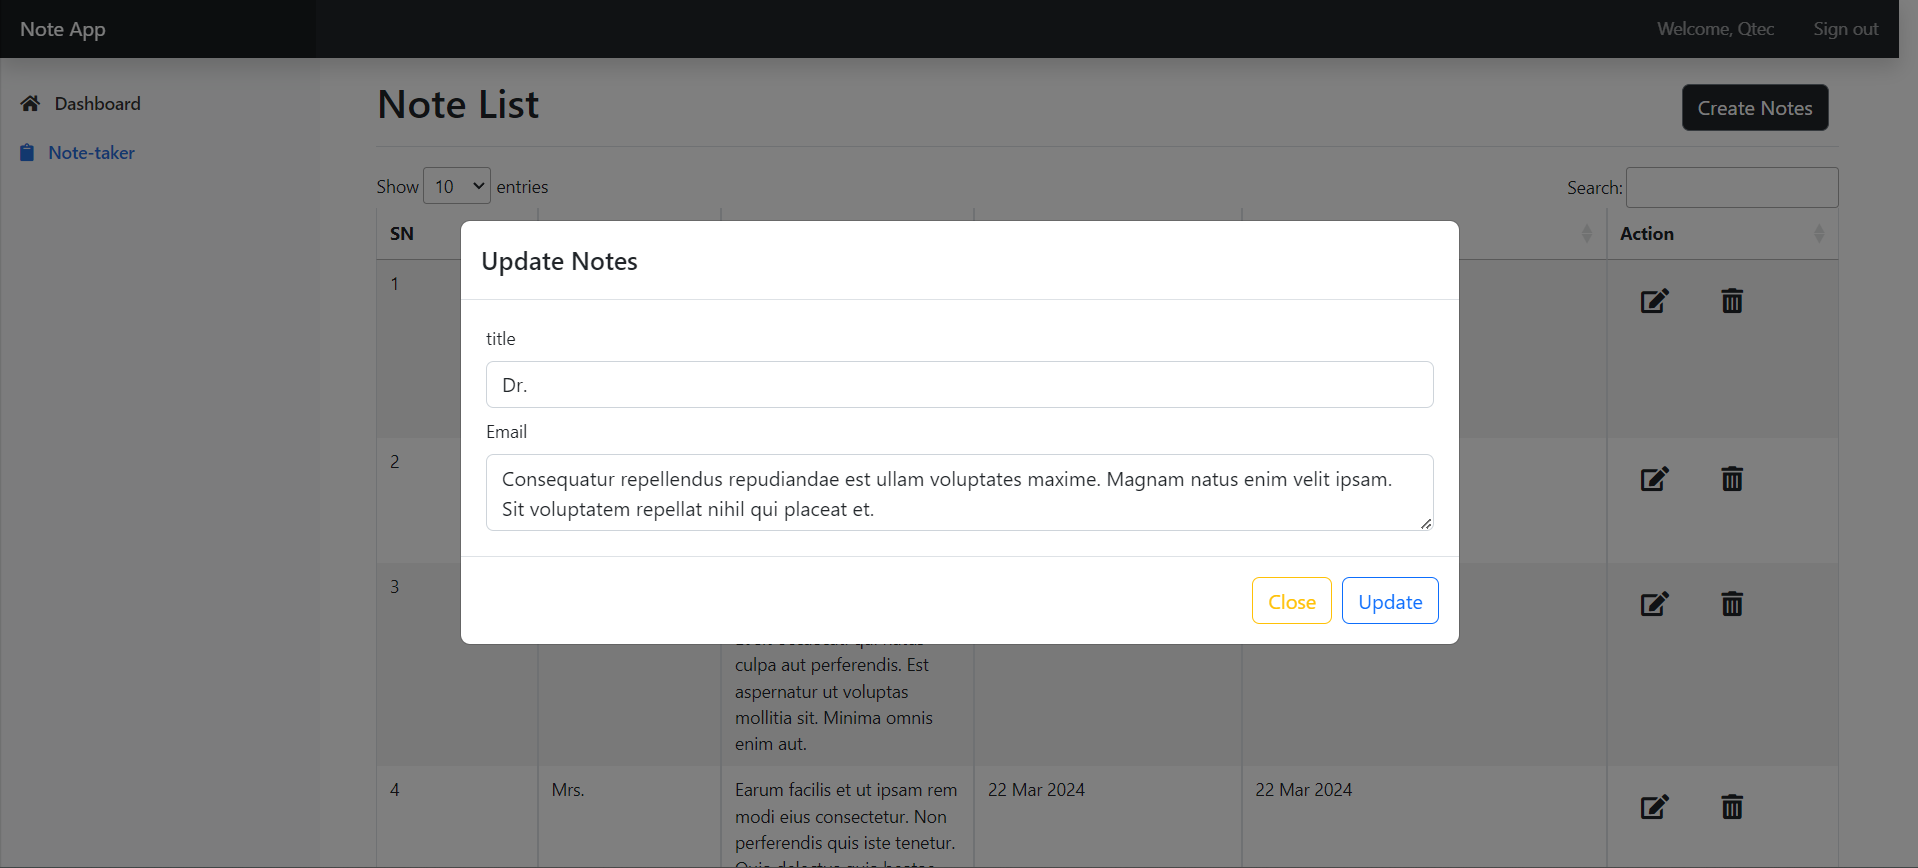 Note App
Welcome, Qtec
Sign out
Dashboard
Note-taker
Note List
Create Notes
Show 10 entries
Search:
SN
Action
Update Notes
title
Dr.
Email
Consequatur repellendus repudiandae est ullam voluptates maxime. Magnam natus enim velit ipsam.
Sit voluptatem repellat nihil qui placeat et.
Close
Update
1
2
3
culpa aut perferendis. Est
aspernatur ut voluptas
mollitia sit. Minima omnis
enim aut.
4
Mrs.
Earum facilis et ut ipsam rem
modi eius consectetur. Non
perferendis quis iste tenetur.
22 Mar 2024
22 Mar 2024